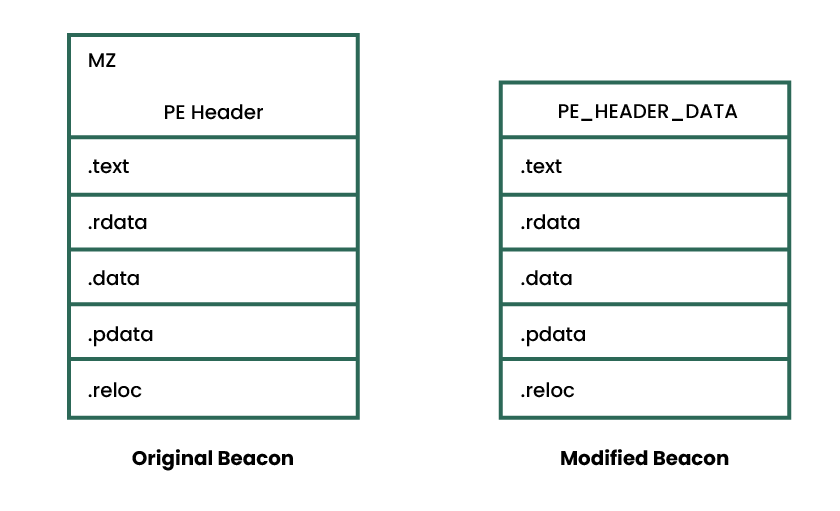 MZ
PE Header
.text
.rdata
.data
.pdata
.reloc
Original Beacon
PE_HEADER_DATA
.text
.rdata
.data
.pdata
.reloc
Modified Beacon